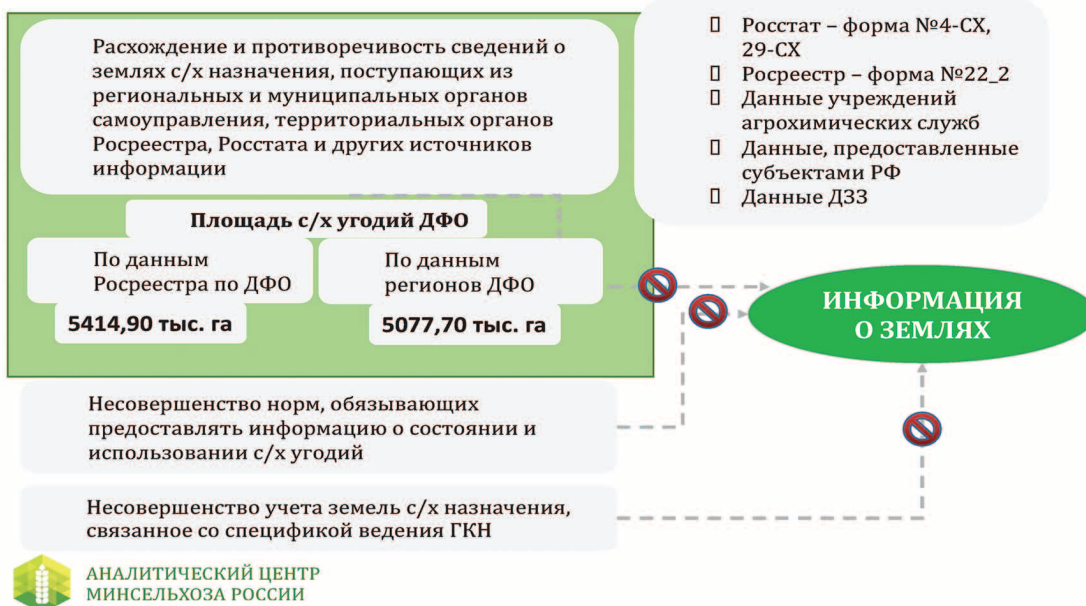 Расхождение и противоречивость сведений о
землях с/х назначения, поступающих из
региональных и муниципальных органов
самоуправления, территориальных органов
Росреестра, Росстата и других источников
информации
Росстат – форма №4-СХ,
29-СХ
Росреестр – форма №22_2
Данные учреждений
агрохимических служб
Данные, предоставленные
субъектами РФ
Данные ДЗЗ
Площадь с/х угодий ДФО
По данным
Росреестра по ДФО
5414,90 тыс. га
По данным
регионов ДФО
5077,70 тыс. га
ИНФОРМАЦИЯ
О ЗЕМЛЯХ
Несовершенство норм, обязывающих
предоставлять информацию о состоянии и
использовании с/х угодий
Несовершенство учета земель с/х назначения,
связанное со спецификой ведения ГКН
АНАЛИТИЧЕСКИЙ ЦЕНТР
МИНСЕЛЬХОЗА РОССИИ